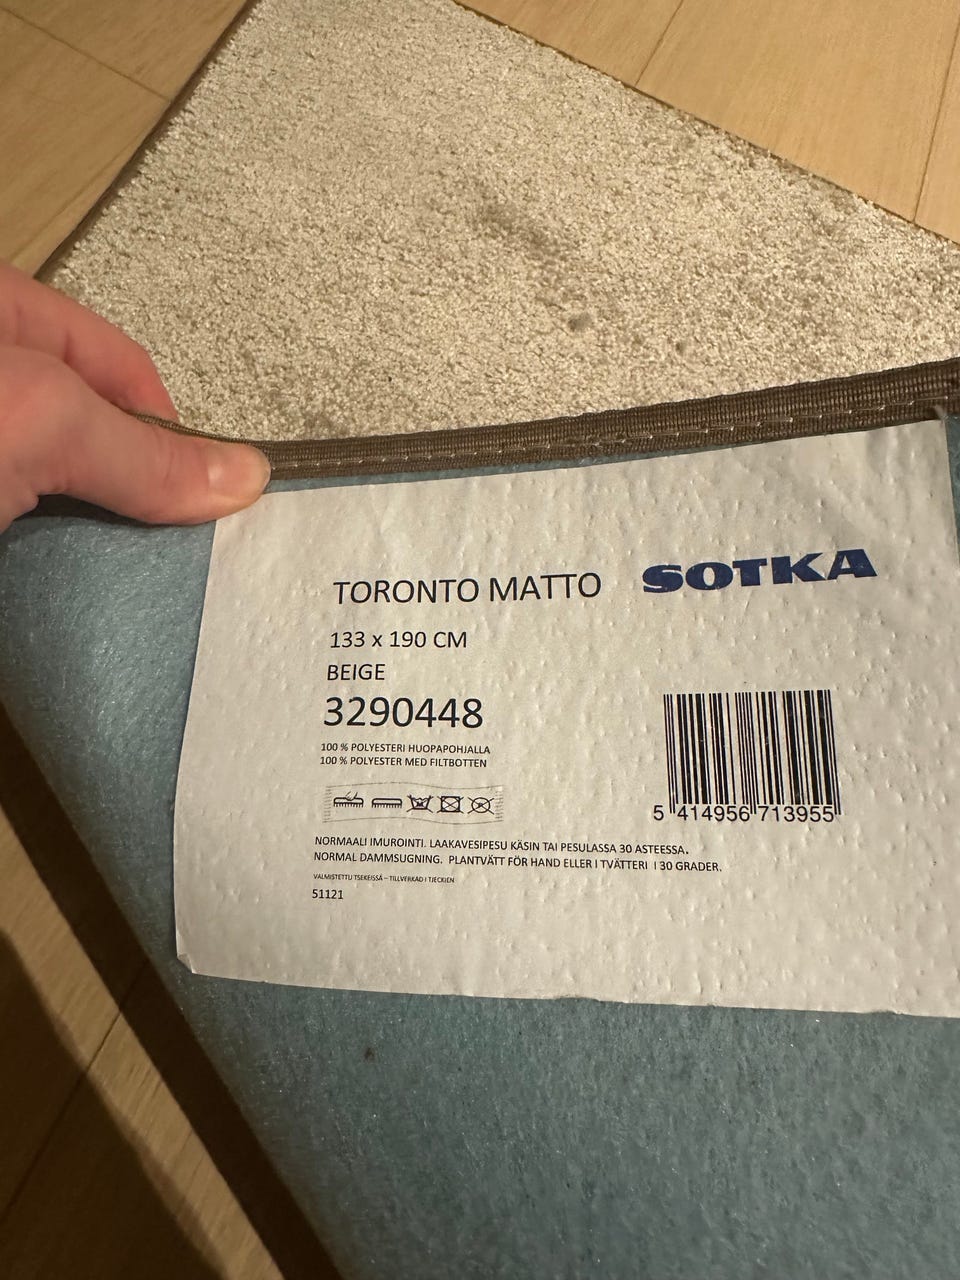 TORONTO MATTO
SOTKA
133 x 190 CM
BEIGE
3290448
100 % POLYESTERI HUOPAPOHJALLA
100 % POLYESTER MED FILTBOTTEN
5 414956 713955
NORMAALI IMUROINTI. LAAKAVESIPESU KÄSIN TAI PESULASSA 30 ASTEESSA.
NORMAL DAMMSUGNING. PLANTVÄTT FÖR HAND ELLER I TVÄTTERI I 30 GRADER.
VALMISTETTU TSEKEISSÄ – TILLVERKAD I TJECKIEN
51121